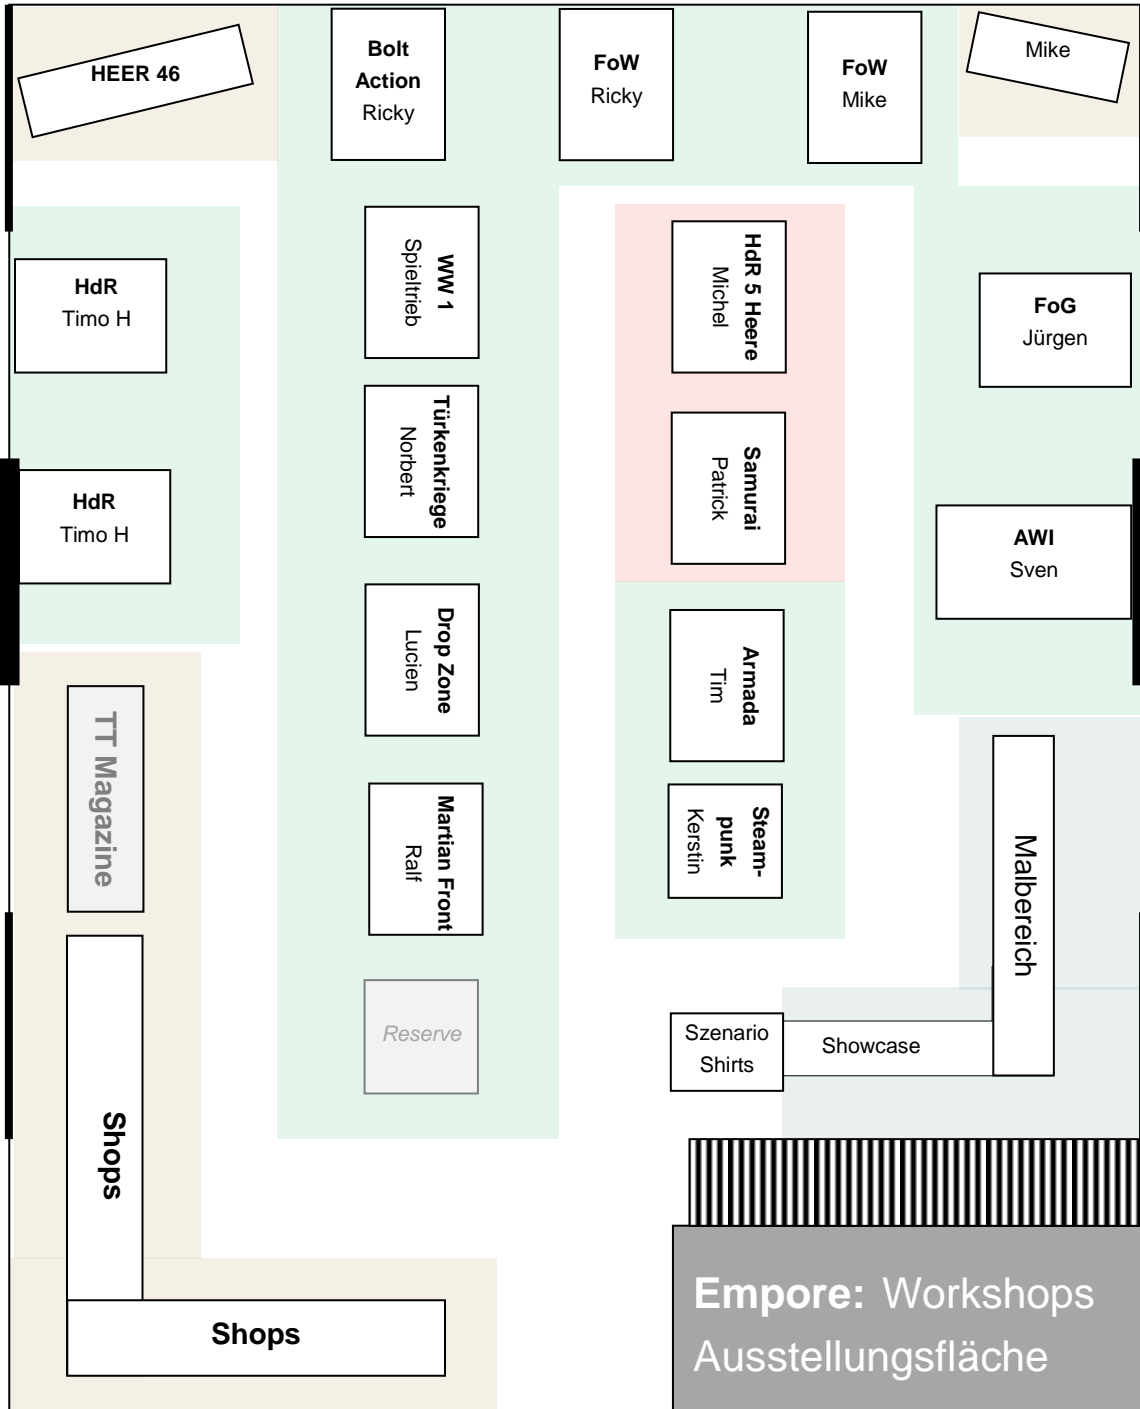 HEER 46
Bolt
Action
Ricky
FoW
Ricky
FoW
Mike
Mike
HdR
Timo H
WW 1
Spieltrieb
HdR 5 Heere
Michel
FoG
Jürgen
HdR
Timo H
Türkenkriege
Norbert
Samurai
Patrick
AWI
Sven
Drop Zone
Lucien
Armada
Tim
TT Magazine
Martian Front
Ralf
Steam-
punk
Kerstin
Malbereich
Reserve
Szenario
Shirts
Showcase
Shops
Shops
Empore: Workshops
Ausstellungsfläche